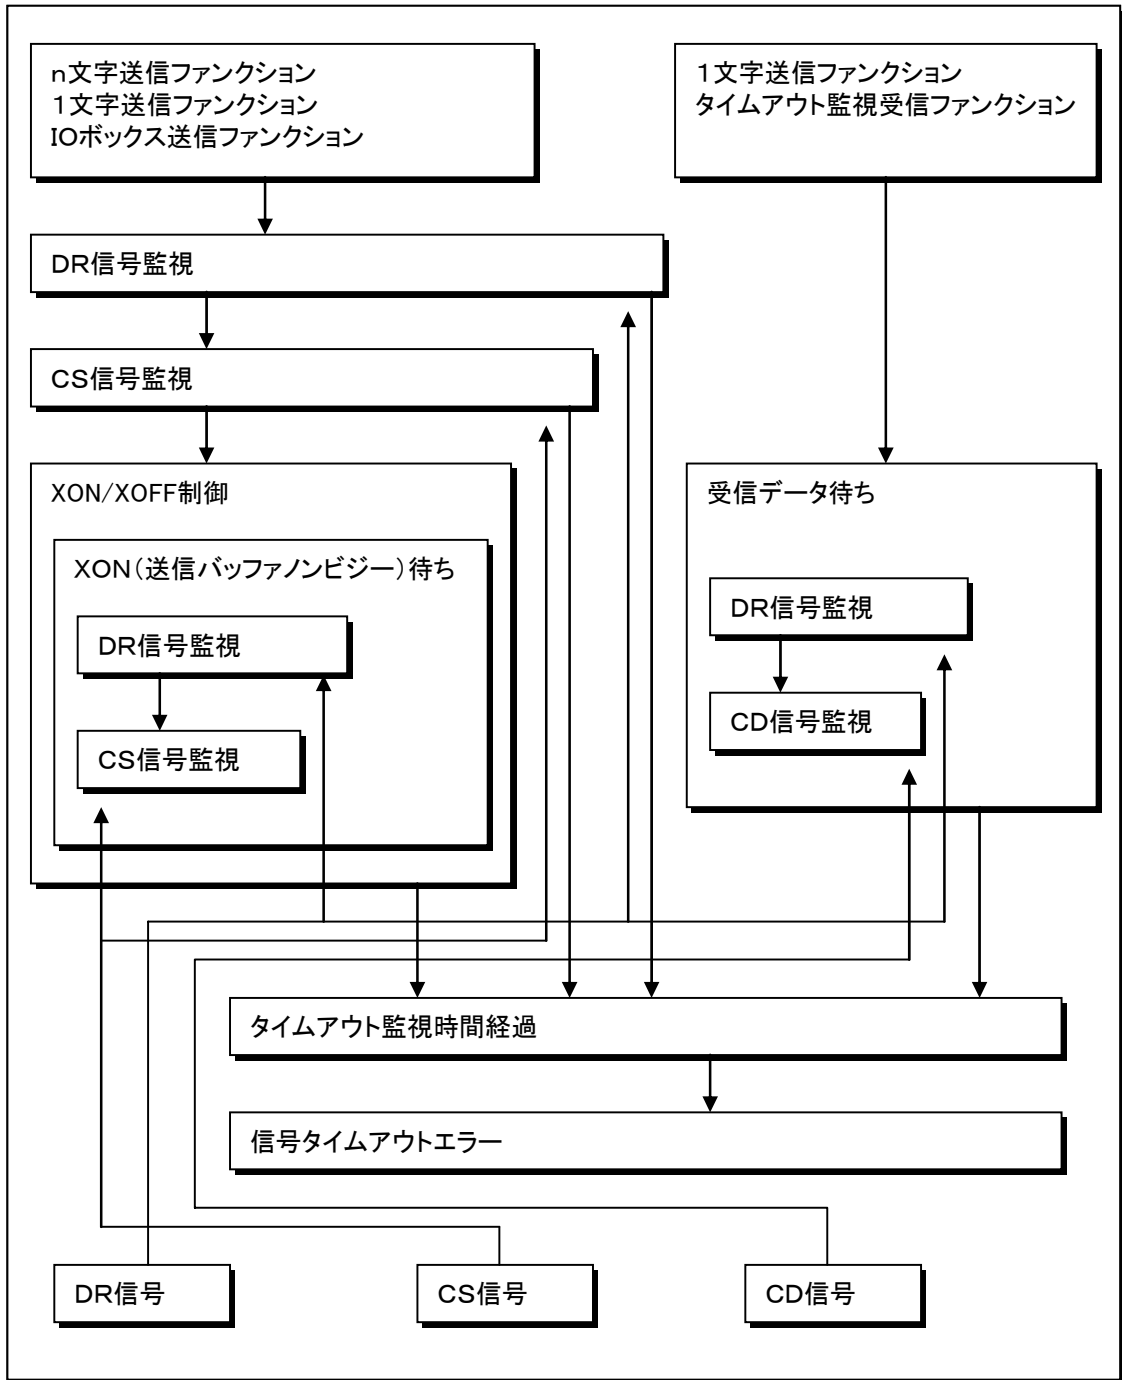 n文字送信ファンクション
1文字送信ファンクション
IOボックス送信ファンクション
1文字送信ファンクション
タイムアウト監視受信ファンクション
DR信号監視
CS信号監視
XON/XOFF制御
XON(送信バッファノンビジー)待ち
DR信号監視
CS信号監視
受信データ待ち
DR信号監視
CD信号監視
タイムアウト監視時間経過
信号タイムアウトエラー
DR信号
CS信号
CD信号